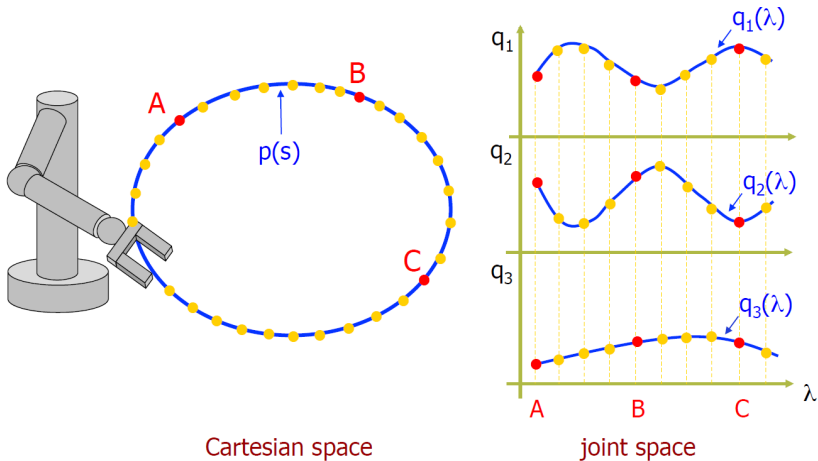 A
B
p(s)
C
Cartesian space
q1
q1(λ)
q2
q2(λ)
q3
q3(λ)
λ
A B C
joint space